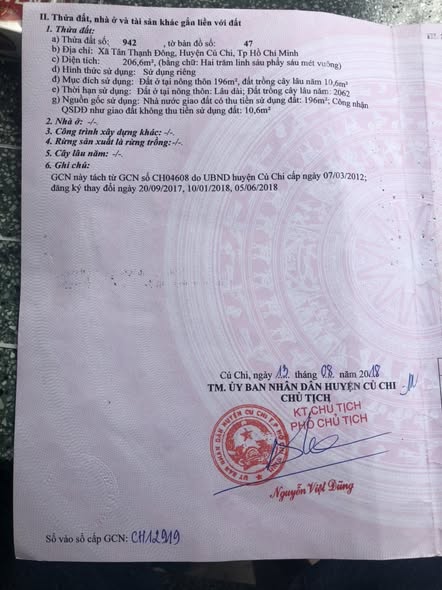 II. Thửa đất, nhà ở và tài sản khác gắn liền với đất
1. Thửa đất:
a) Thửa đất số: 942 , tờ bản đồ số: 47
b) Địa chỉ: Xã Tân Thạnh Đông, Huyện Củ Chi, Tp Hồ Chí Minh
c) Diện tích: 206,6m², (bằng chữ: Hai trăm linh sáu phẩy sáu mét vuông)
d) Hình thức sử dụng: Sử dụng riêng
đ) Mục đích sử dụng: Đất ở tại nông thôn 196m², đất trồng cây lâu năm 10,6m²
e) Thời hạn sử dụng: Đất ở tại nông thôn: Lâu dài; Đất trồng cây lâu năm: 2062
g) Nguồn gốc sử dụng: Nhà nước giao đất có thu tiền sử dụng đất: 196m²; Công nhận
QSDĐ như giao đất không thu tiền sử dụng đất: 10,6m²
2. Nhà ở: -/-.
3. Công trình xây dựng khác: -/-.
4. Rừng sản xuất là rừng trồng: -/-.
5. Cây lâu năm: -/-.
6. Ghi chú:
GCN này tách từ GCN số CH04608 do UBND huyện Củ Chi cấp ngày 07/03/2012;
đăng ký thay đổi ngày 20/09/2017, 10/01/2018, 05/06/2018
Củ Chi, ngày 13 tháng 08 năm 2018
TM. ỦY BAN NHÂN DÂN HUYỆN CỦ CHI
CHỦ TỊCH
KT.CHỦ TỊCH
PHÓ CHỦ TỊCH
Nguyễn Việt Dũng
Số vào sổ cấp GCN: CH12919